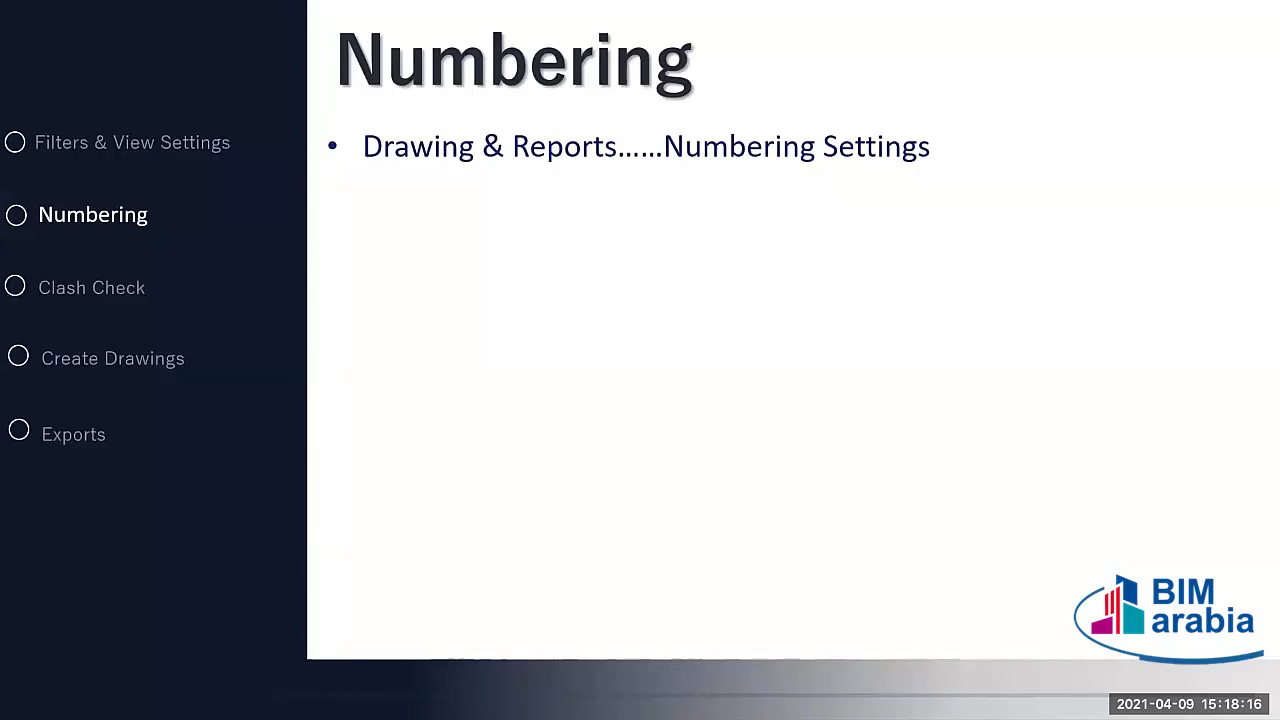 Numbering
• Drawing & Reports......Numbering Settings
Filters & View Settings
Numbering
Clash Check
Create Drawings
Exports
BIM
arabia
2021-04-09 15:18:16